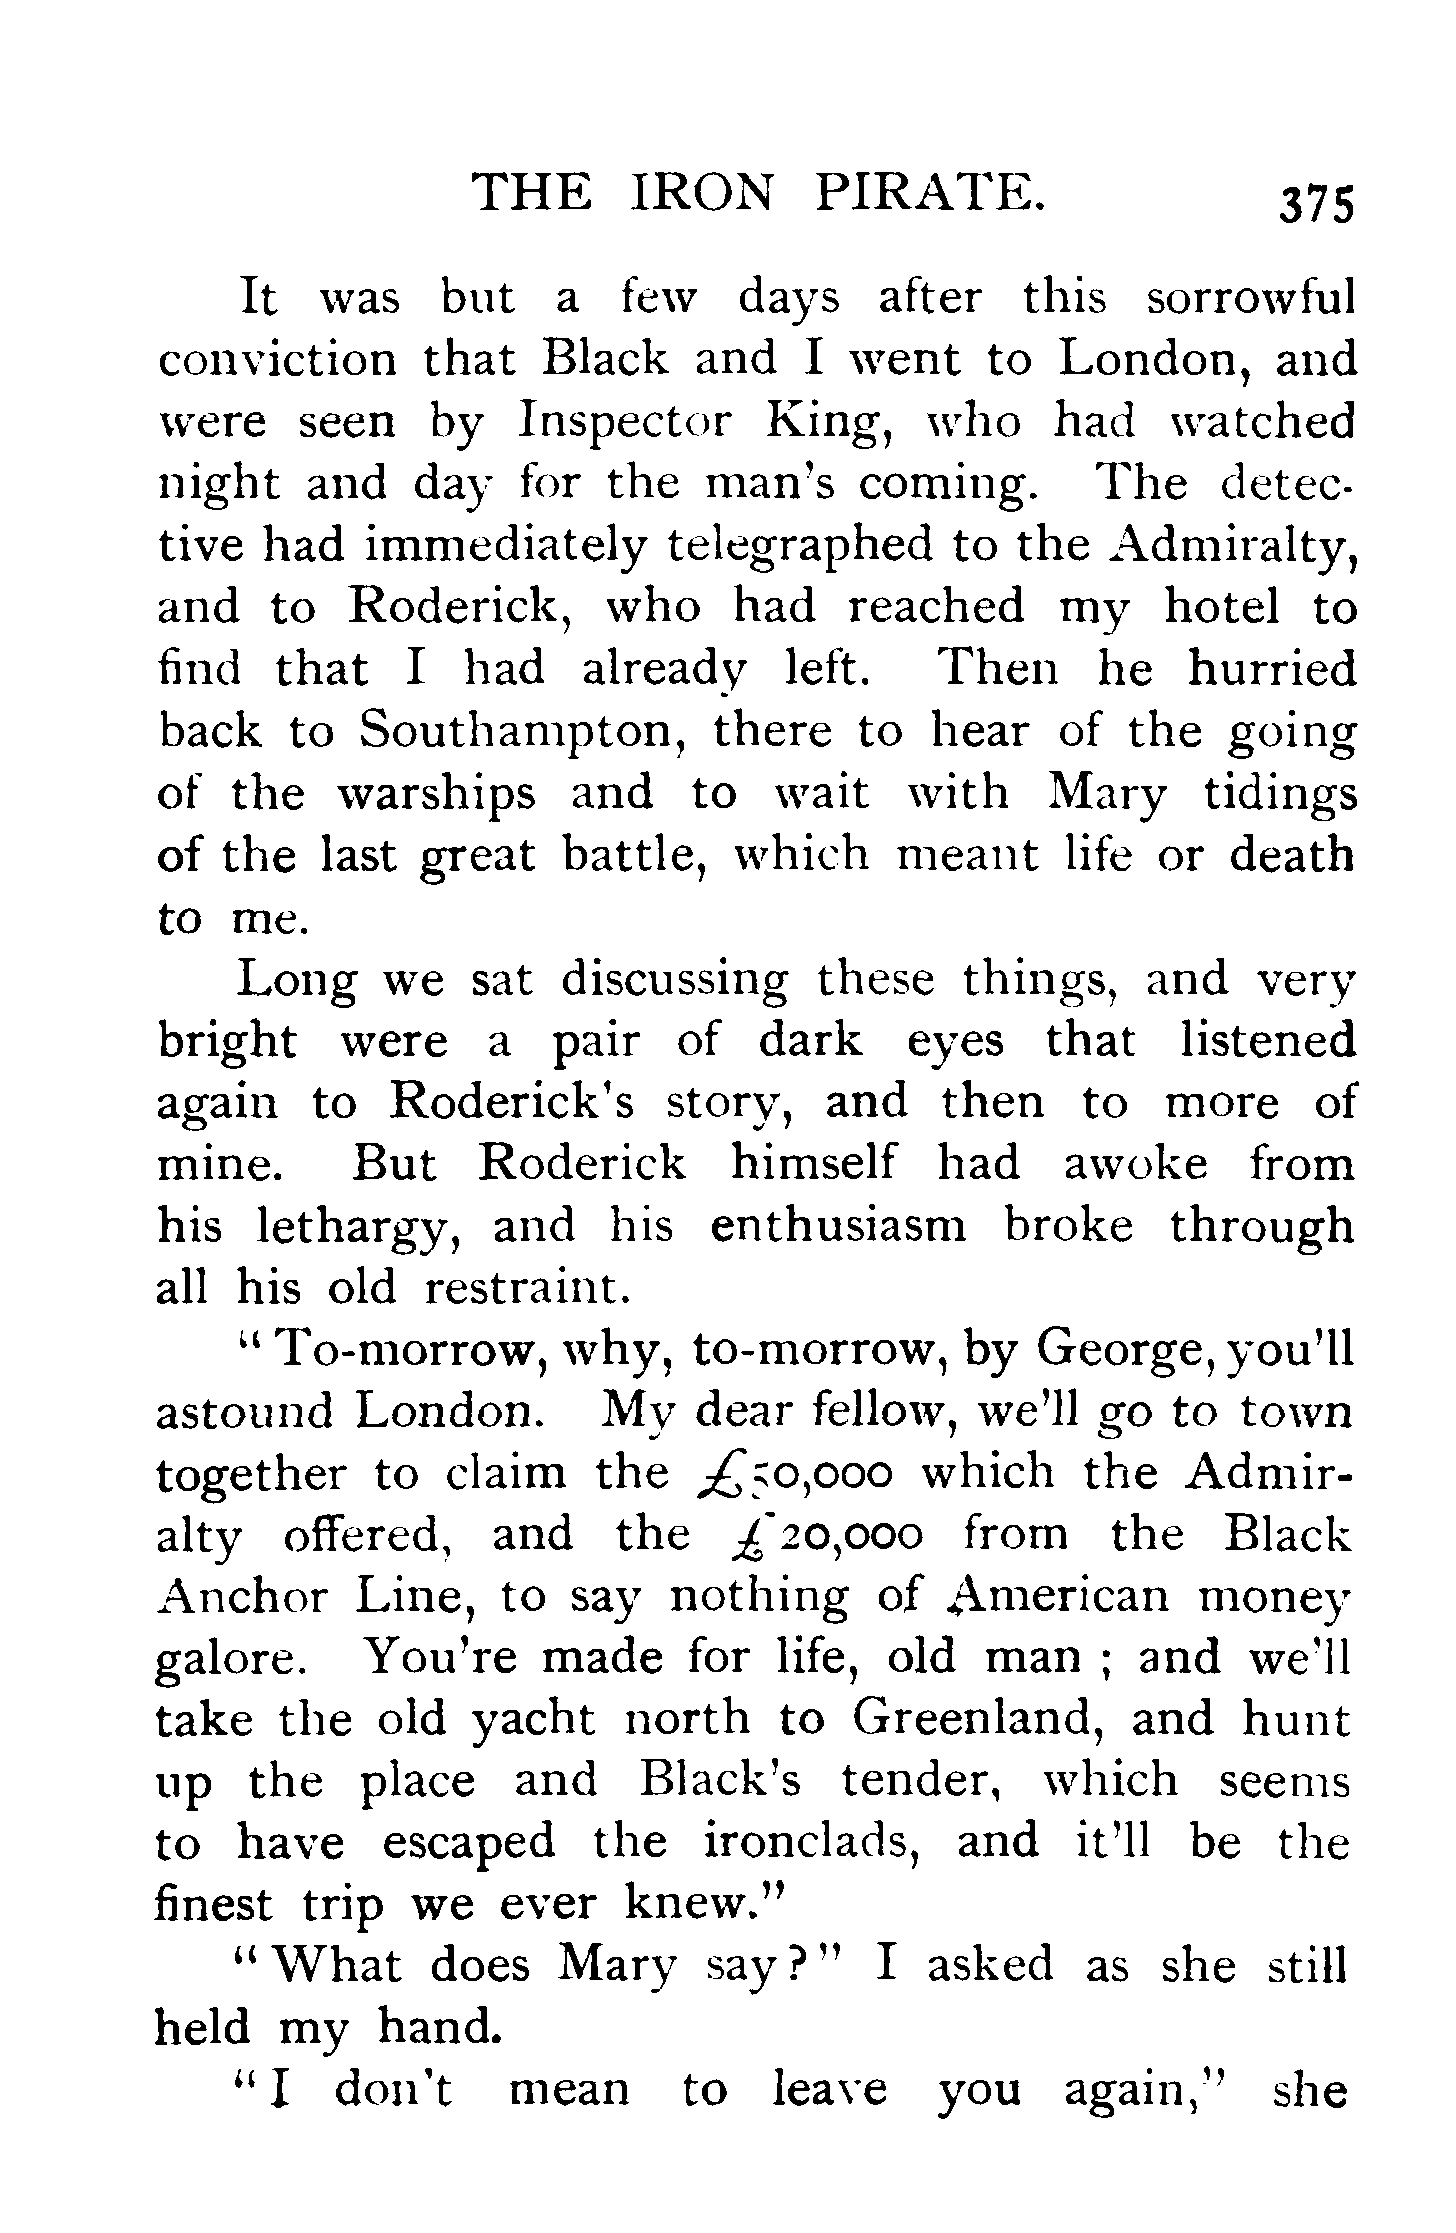 THE IRON PIRATE. 375
It was but a few days after this sorrowful
conviction that Black and I went to London, and
were seen by Inspector King, who had watched
night and day for the man's coming. The detec-
tive had immediately telegraphed to the Admiralty,
and to Roderick, who had reached my hotel to
find that I had already left. Then he hurried
back to Southampton, there to hear of the going
of the warships and to wait with Mary tidings
of the last great battle, which meant life or death
to me.
Long we sat discussing these things, and very
bright were a pair of dark eyes that listened
again to Roderick's story, and then to more of
mine. But Roderick himself had awoke from
his lethargy, and his enthusiasm broke through
all his old restraint.
"To-morrow, why, to-morrow, by George, you'll
astound London. My dear fellow, we'll go to town
together to claim the £50,000 which the Admir-
alty offered, and the £20,000 from the Black
Anchor Line, to say nothing of American money
galore. You're made for life, old man ; and we'll
take the old yacht north to Greenland, and hunt
up the place and Black's tender, which seems
to have escaped the ironclads, and it'll be the
finest trip we ever knew."
"What does Mary say?" I asked as she still
held my hand.
"I don't mean to leave you again," she